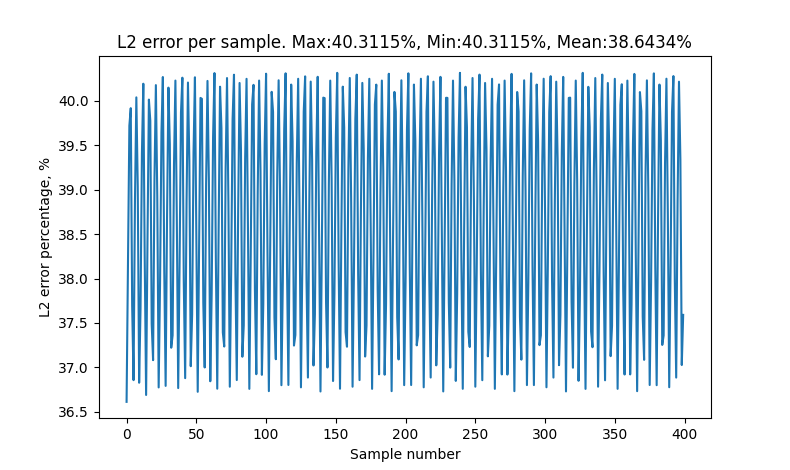 L2 error per sample. Max:40.3115%, Min:40.3115%, Mean:38.6434%
L2 error percentage, %
40.0
39.5
39.0
38.5
38.0
37.5
37.0
36.5
0 50 100 150 200 250 300 350 400
Sample number